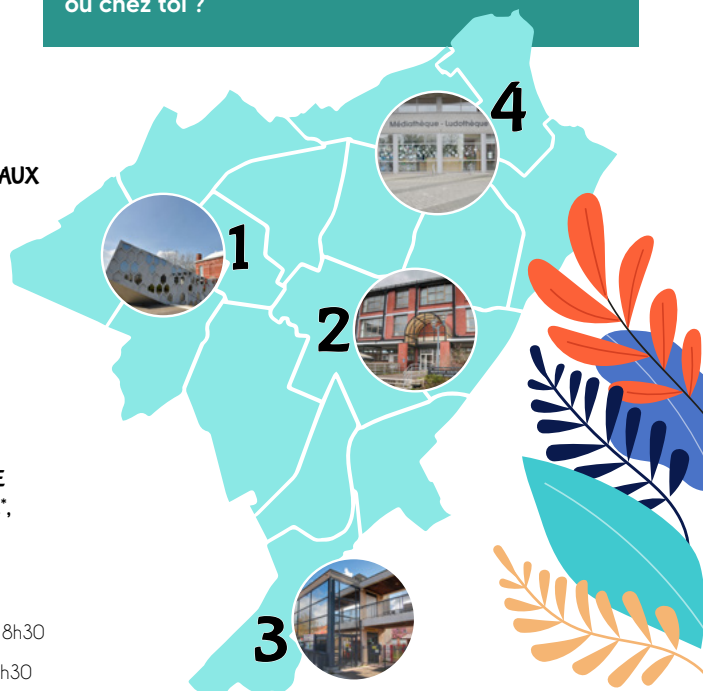 ou chez toi ?
4
Médiathèque - Ludothèque
AUX
1
2
E
*,
8h30
h30
3